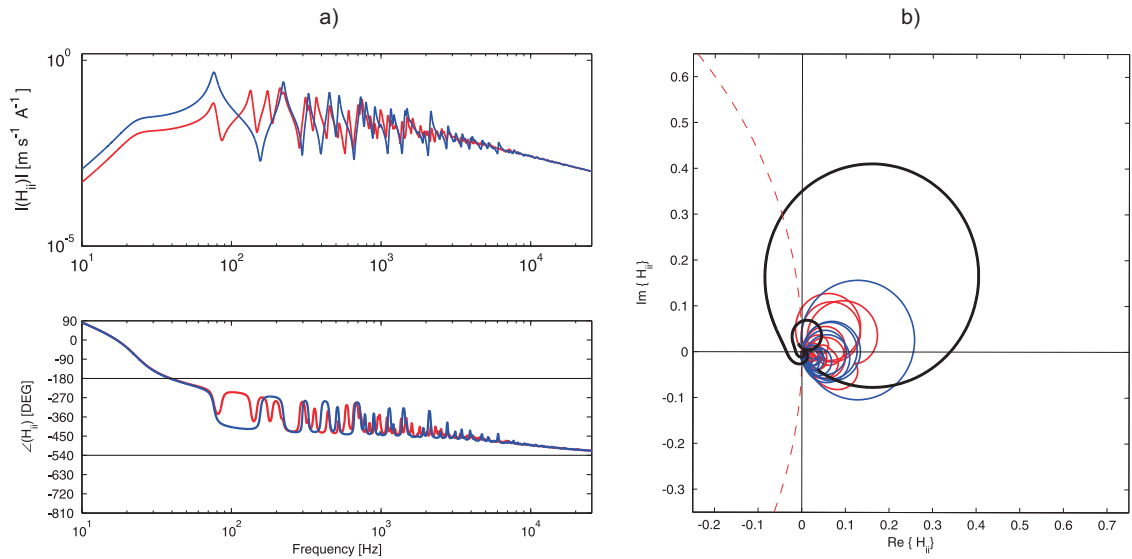 a)
|(H_ii)| [m s^-1 A^-1 ]
10^0
10^-5
10^1 10^2 10^3 10^4
∠(H_ii) [DEG]
90
0
-90
-180
-270
-360
-450
-540
-630
-720
-810
10^1 10^2 10^3 10^4
Frequency [Hz]
b)
Im { H_ii}
0.6
0.5
0.4
0.3
0.2
0.1
0
-0.1
-0.2
-0.3
-0.2 -0.1 0 0.1 0.2 0.3 0.4 0.5 0.6 0.7
Re { H_ii}